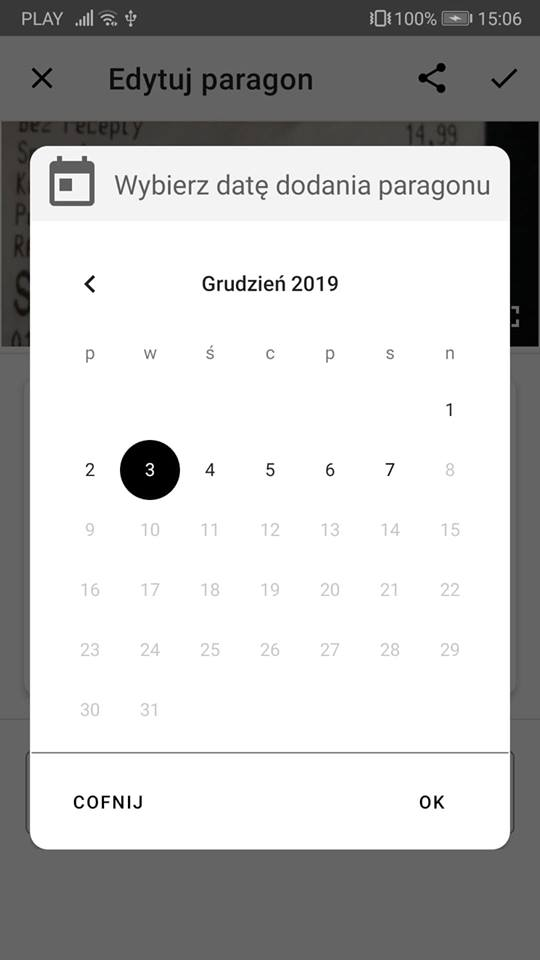 PLAY 100% 15:06
Edytuj paragon
Bez recepty
14,99
Wybierz datę dodania paragonu
Grudzień 2019
p w ś c p s n
1
2 3 4 5 6 7 8
9 10 11 12 13 14 15
16 17 18 19 20 21 22
23 24 25 26 27 28 29
30 31
COFNIJ OK